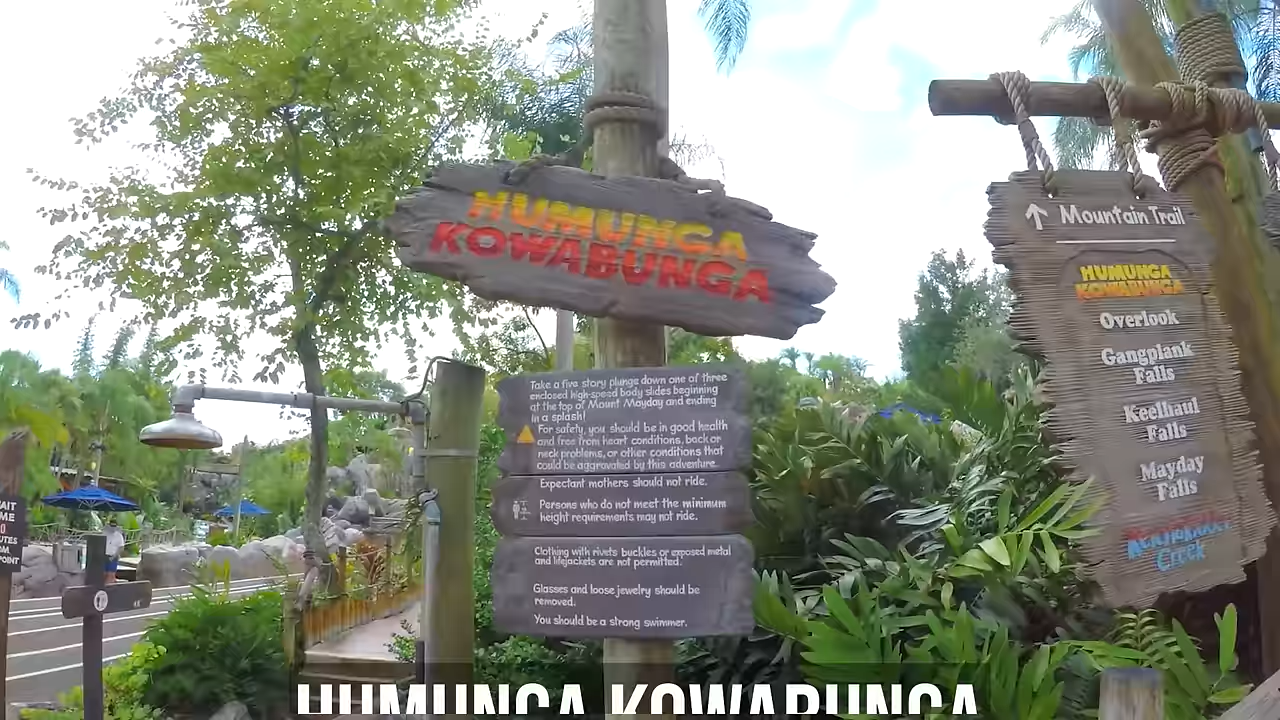 HUMUNGA
KOWABUNGA
Take a five story plunge down one of three
enclosed high-speed body slides beginning
at the top of Mount Mayday and ending
in a splash!
For safety, you should be in good health
and free from heart conditions, back or
neck problems, or other conditions that
could be aggravated by this adventure.
Expectant mothers should not ride.
Persons who do not meet the minimum
height requirements may not ride.
Clothing with rivets buckles or exposed metal
and lifejackets are not permitted.
Glasses and loose jewelry should be
removed.
You should be a strong swimmer.
Mountain Trail
HUMUNGA
KOWABUNGA
Overlook
Gangplank
Falls
Keelhaul
Falls
Mayday
Falls
Creek
HUMUNGA KOWABUNGA